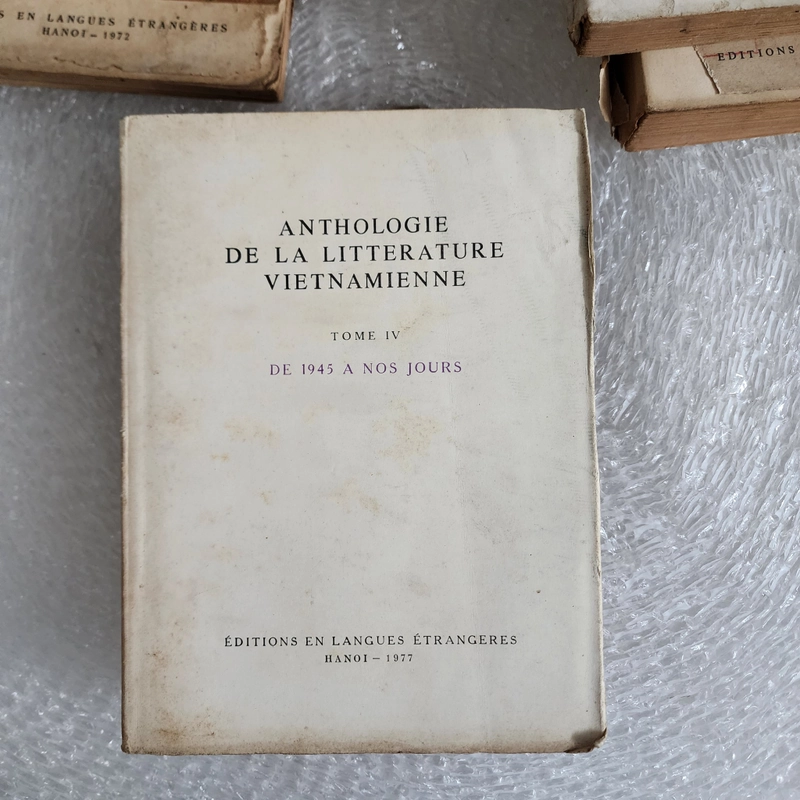 EN LANGUES ÉTRANGÈRES
HANOI – 1972
EDITIONS
ANTHOLOGIE
DE LA LITTERATURE
VIETNAMIENNE
TOME IV
DE 1945 A NOS JOURS
ÉDITIONS EN LANGUES ÉTRANGERES
HANOI – 1977